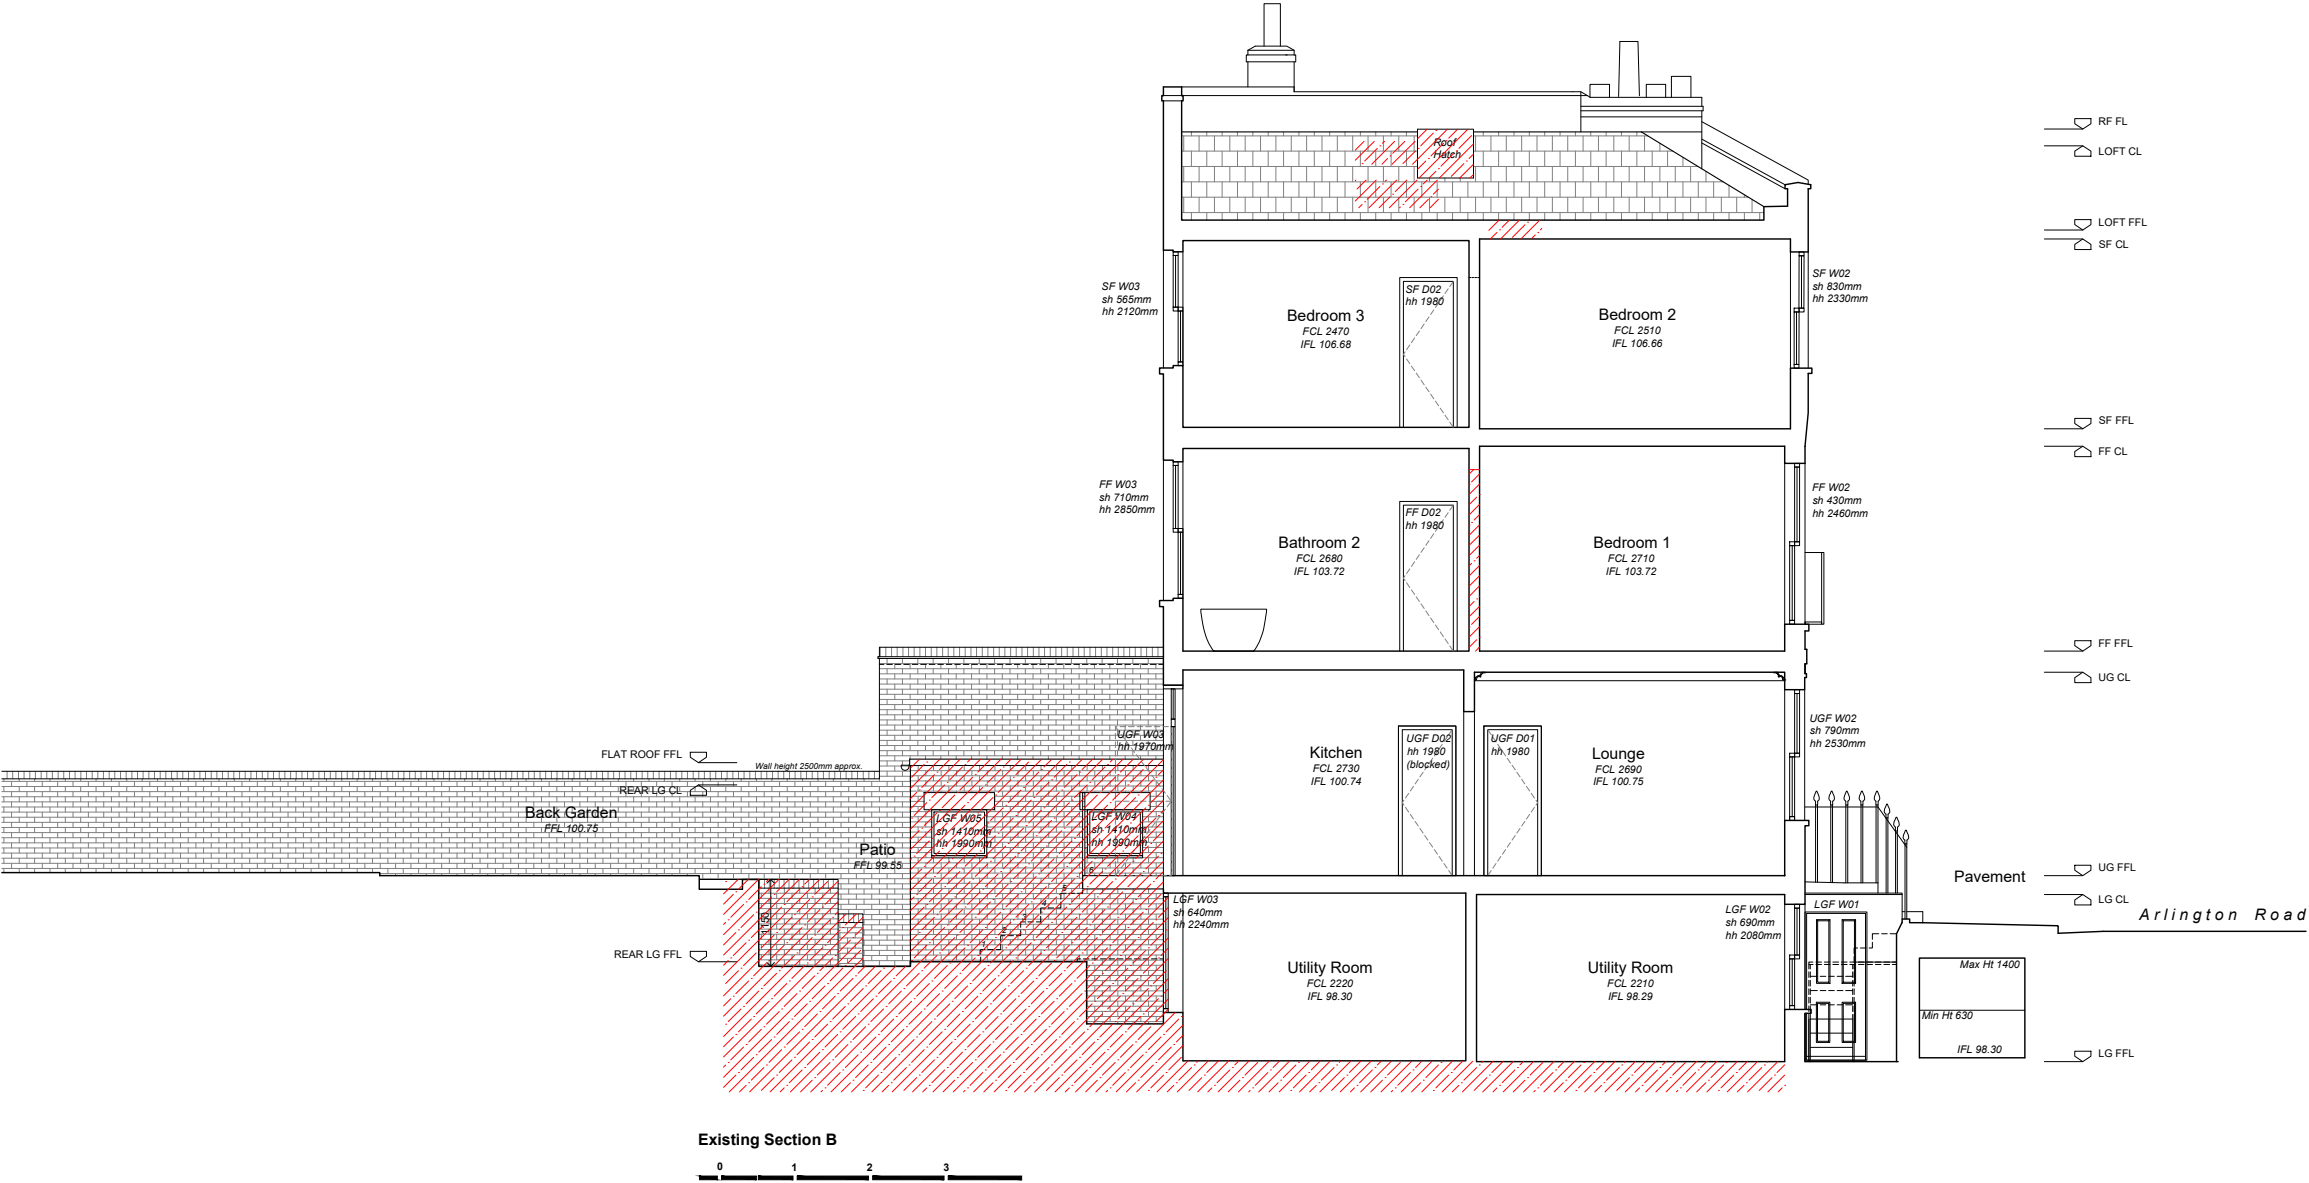 RF FL
LOFT CL
Roof
Hatch
LOFT FFL
SF CL
SF W03
sh 565mm
hh 2120mm
Bedroom 3
FCL 2470
IFL 106.68
SF D02
hh 1980
Bedroom 2
FCL 2510
IFL 106.66
SF W02
sh 830mm
hh 2330mm
SF FFL
FF CL
FF W03
sh 710mm
hh 2850mm
Bathroom 2
FCL 2680
IFL 103.72
FF D02
hh 1980
Bedroom 1
FCL 2710
IFL 103.72
FF W02
sh 430mm
hh 2460mm
FF FFL
UG CL
FLAT ROOF FFL
Wall height 2500mm approx.
REAR LG CL
UGF W03
hh 1970mm
Kitchen
FCL 2730
IFL 100.74
UGF D02
hh 1980
(blocked)
UGF D01
hh 1980
Lounge
FCL 2690
IFL 100.75
UGF W02
sh 790mm
hh 2530mm
Back Garden
FFL 100.75
Patio
FFL 99.55
LGF W05
sh 1410mm
hh 1990mm
LGF W04
sh 1410mm
hh 1990mm
UG FFL
LG CL
Pavement
Arlington Road
1150
1
2
3
4
5
6
REAR LG FFL
LGF W03
sh 640mm
hh 2240mm
LGF W02
sh 690mm
hh 2080mm
LGF W01
Utility Room
FCL 2220
IFL 98.30
Utility Room
FCL 2210
IFL 98.29
Max Ht 1400
Min Ht 630
IFL 98.30
LG FFL
Existing Section B
0 1 2 3